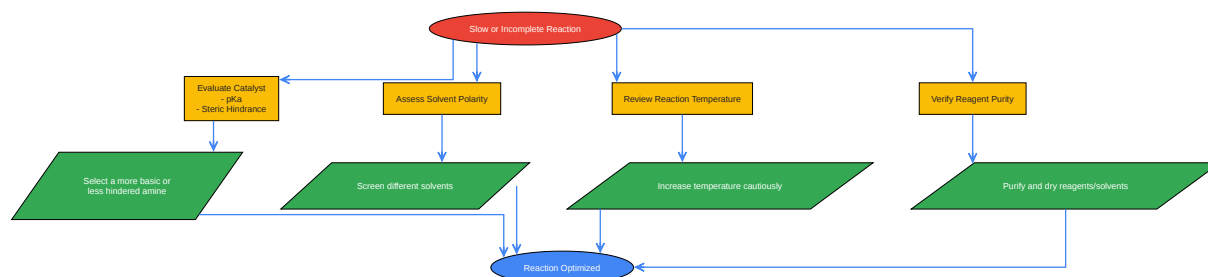 Slow or Incomplete Reaction
Evaluate Catalyst
- pKa
- Steric Hindrance
Assess Solvent Polarity
Review Reaction Temperature
Verify Reagent Purity
Select a more basic or
less hindered amine
Screen different solvents
Increase temperature cautiously
Purify and dry reagents/solvents
Reaction Optimized